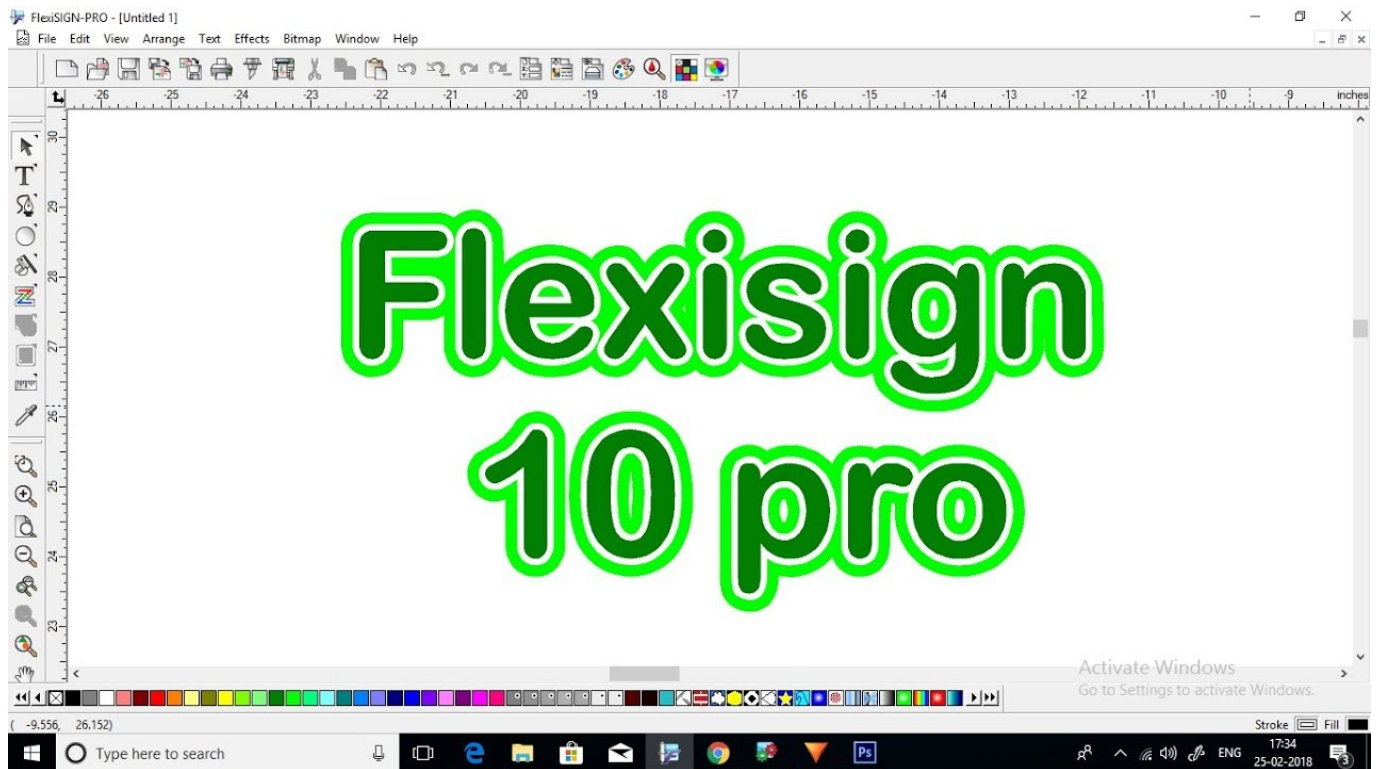 FlexiSIGN-PRO - [Untitled 1]
File Edit View Arrange Text Effects Bitmap Window Help
-26 -25 -24 -23 -22 -21 -20 -19 -18 -17 -16 -15 -14 -13 -12 -11 -10 -9 inches
30
29
28
27
26
25
24
23
Flexisign
10 pro
Activate Windows
Go to Settings to activate Windows.
( -9.556, 26.152)
Stroke Fill
Type here to search
Ps
ENG
17:34
25-02-2018
3